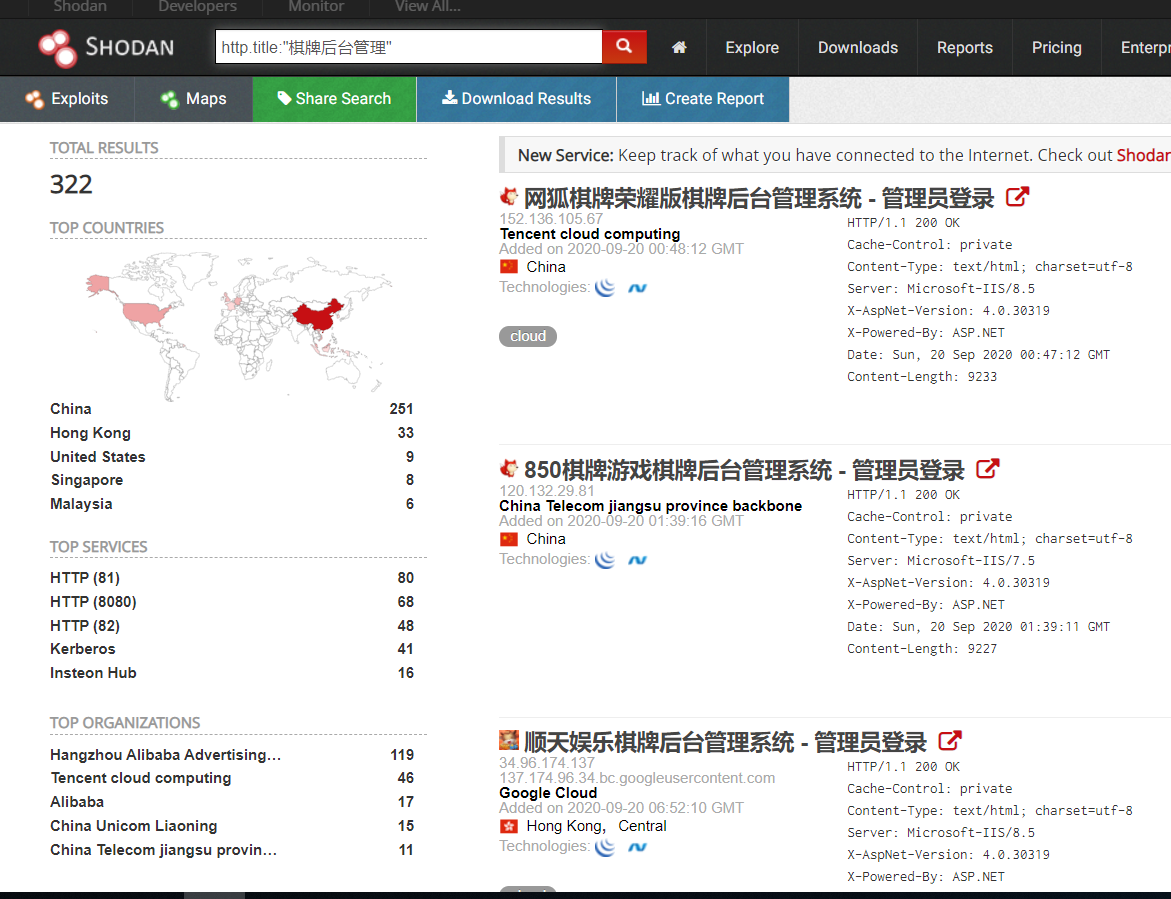 Shodan Developers Monitor View All...
SHODAN http.title:"棋牌后台管理" Explore Downloads Reports Pricing Enterpr
Exploits Maps Share Search Download Results Create Report
TOTAL RESULTS
322
TOP COUNTRIES
China 251
Hong Kong 33
United States 9
Singapore 8
Malaysia 6
TOP SERVICES
HTTP (81) 80
HTTP (8080) 68
HTTP (82) 48
Kerberos 41
Insteon Hub 16
TOP ORGANIZATIONS
Hangzhou Alibaba Advertising… 119
Tencent cloud computing 46
Alibaba 17
China Unicom Liaoning 15
China Telecom jiangsu provin… 11
New Service: Keep track of what you have connected to the Internet. Check out Shodan
网狐棋牌荣耀版棋牌后台管理系统 - 管理员登录
152.136.105.67
Tencent cloud computing
Added on 2020-09-20 00:48:12 GMT
China
Technologies:
cloud
HTTP/1.1 200 OK
Cache-Control: private
Content-Type: text/html; charset=utf-8
Server: Microsoft-IIS/8.5
X-AspNet-Version: 4.0.30319
X-Powered-By: ASP.NET
Date: Sun, 20 Sep 2020 00:47:12 GMT
Content-Length: 9233
850棋牌游戏棋牌后台管理系统 - 管理员登录
120.132.29.81
China Telecom jiangsu province backbone
Added on 2020-09-20 01:39:16 GMT
China
Technologies:
HTTP/1.1 200 OK
Cache-Control: private
Content-Type: text/html; charset=utf-8
Server: Microsoft-IIS/7.5
X-AspNet-Version: 4.0.30319
X-Powered-By: ASP.NET
Date: Sun, 20 Sep 2020 01:39:11 GMT
Content-Length: 9227
顺天娱乐棋牌后台管理系统 - 管理员登录
34.96.174.137
137.174.96.34.bc.googleusercontent.com
Google Cloud
Added on 2020-09-20 06:52:10 GMT
Hong Kong, Central
Technologies:
HTTP/1.1 200 OK
Cache-Control: private
Content-Type: text/html; charset=utf-8
Server: Microsoft-IIS/8.5
X-AspNet-Version: 4.0.30319
X-Powered-By: ASP.NET